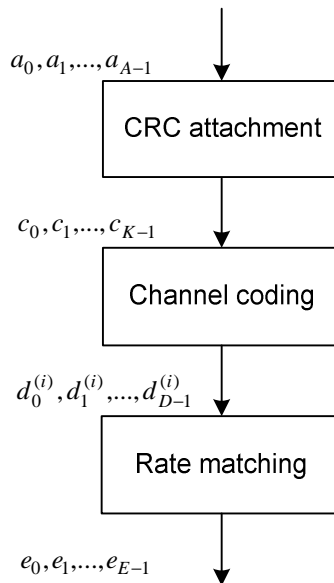 a_0, a_1,..., a_{A-1}
CRC attachment
c_0, c_1,..., c_{K-1}
Channel coding
d_0^{(i)}, d_1^{(i)},..., d_{D-1}^{(i)}
Rate matching
e_0, e_1,..., e_{E-1}